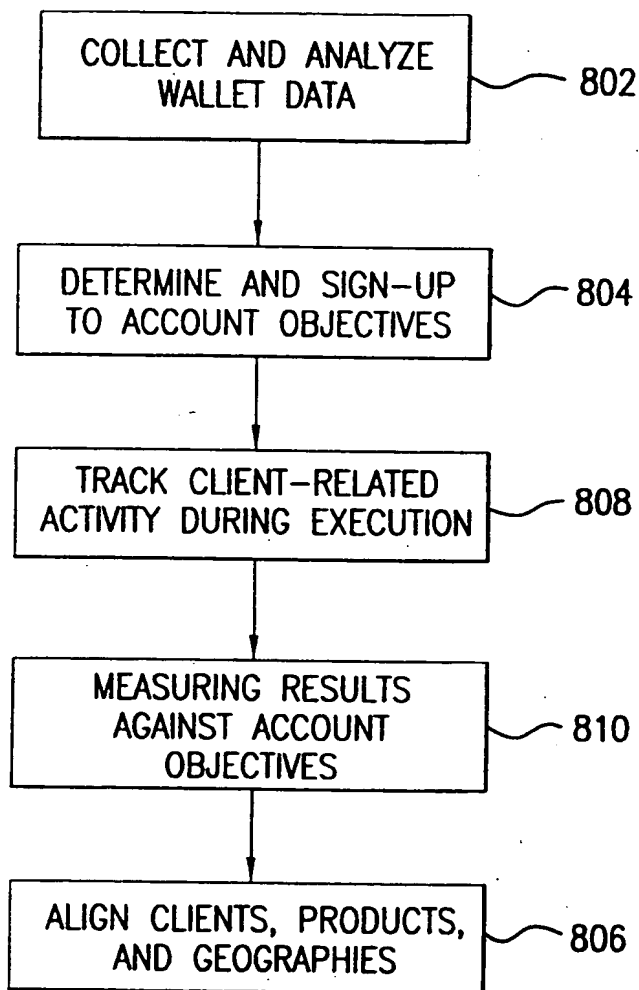 COLLECT AND ANALYZE
WALLET DATA
802
DETERMINE AND SIGN-UP
TO ACCOUNT OBJECTIVES
804
TRACK CLIENT-RELATED
ACTIVITY DURING EXECUTION
808
MEASURING RESULTS
AGAINST ACCOUNT
OBJECTIVES
810
ALIGN CLIENTS, PRODUCTS,
AND GEOGRAPHIES
806